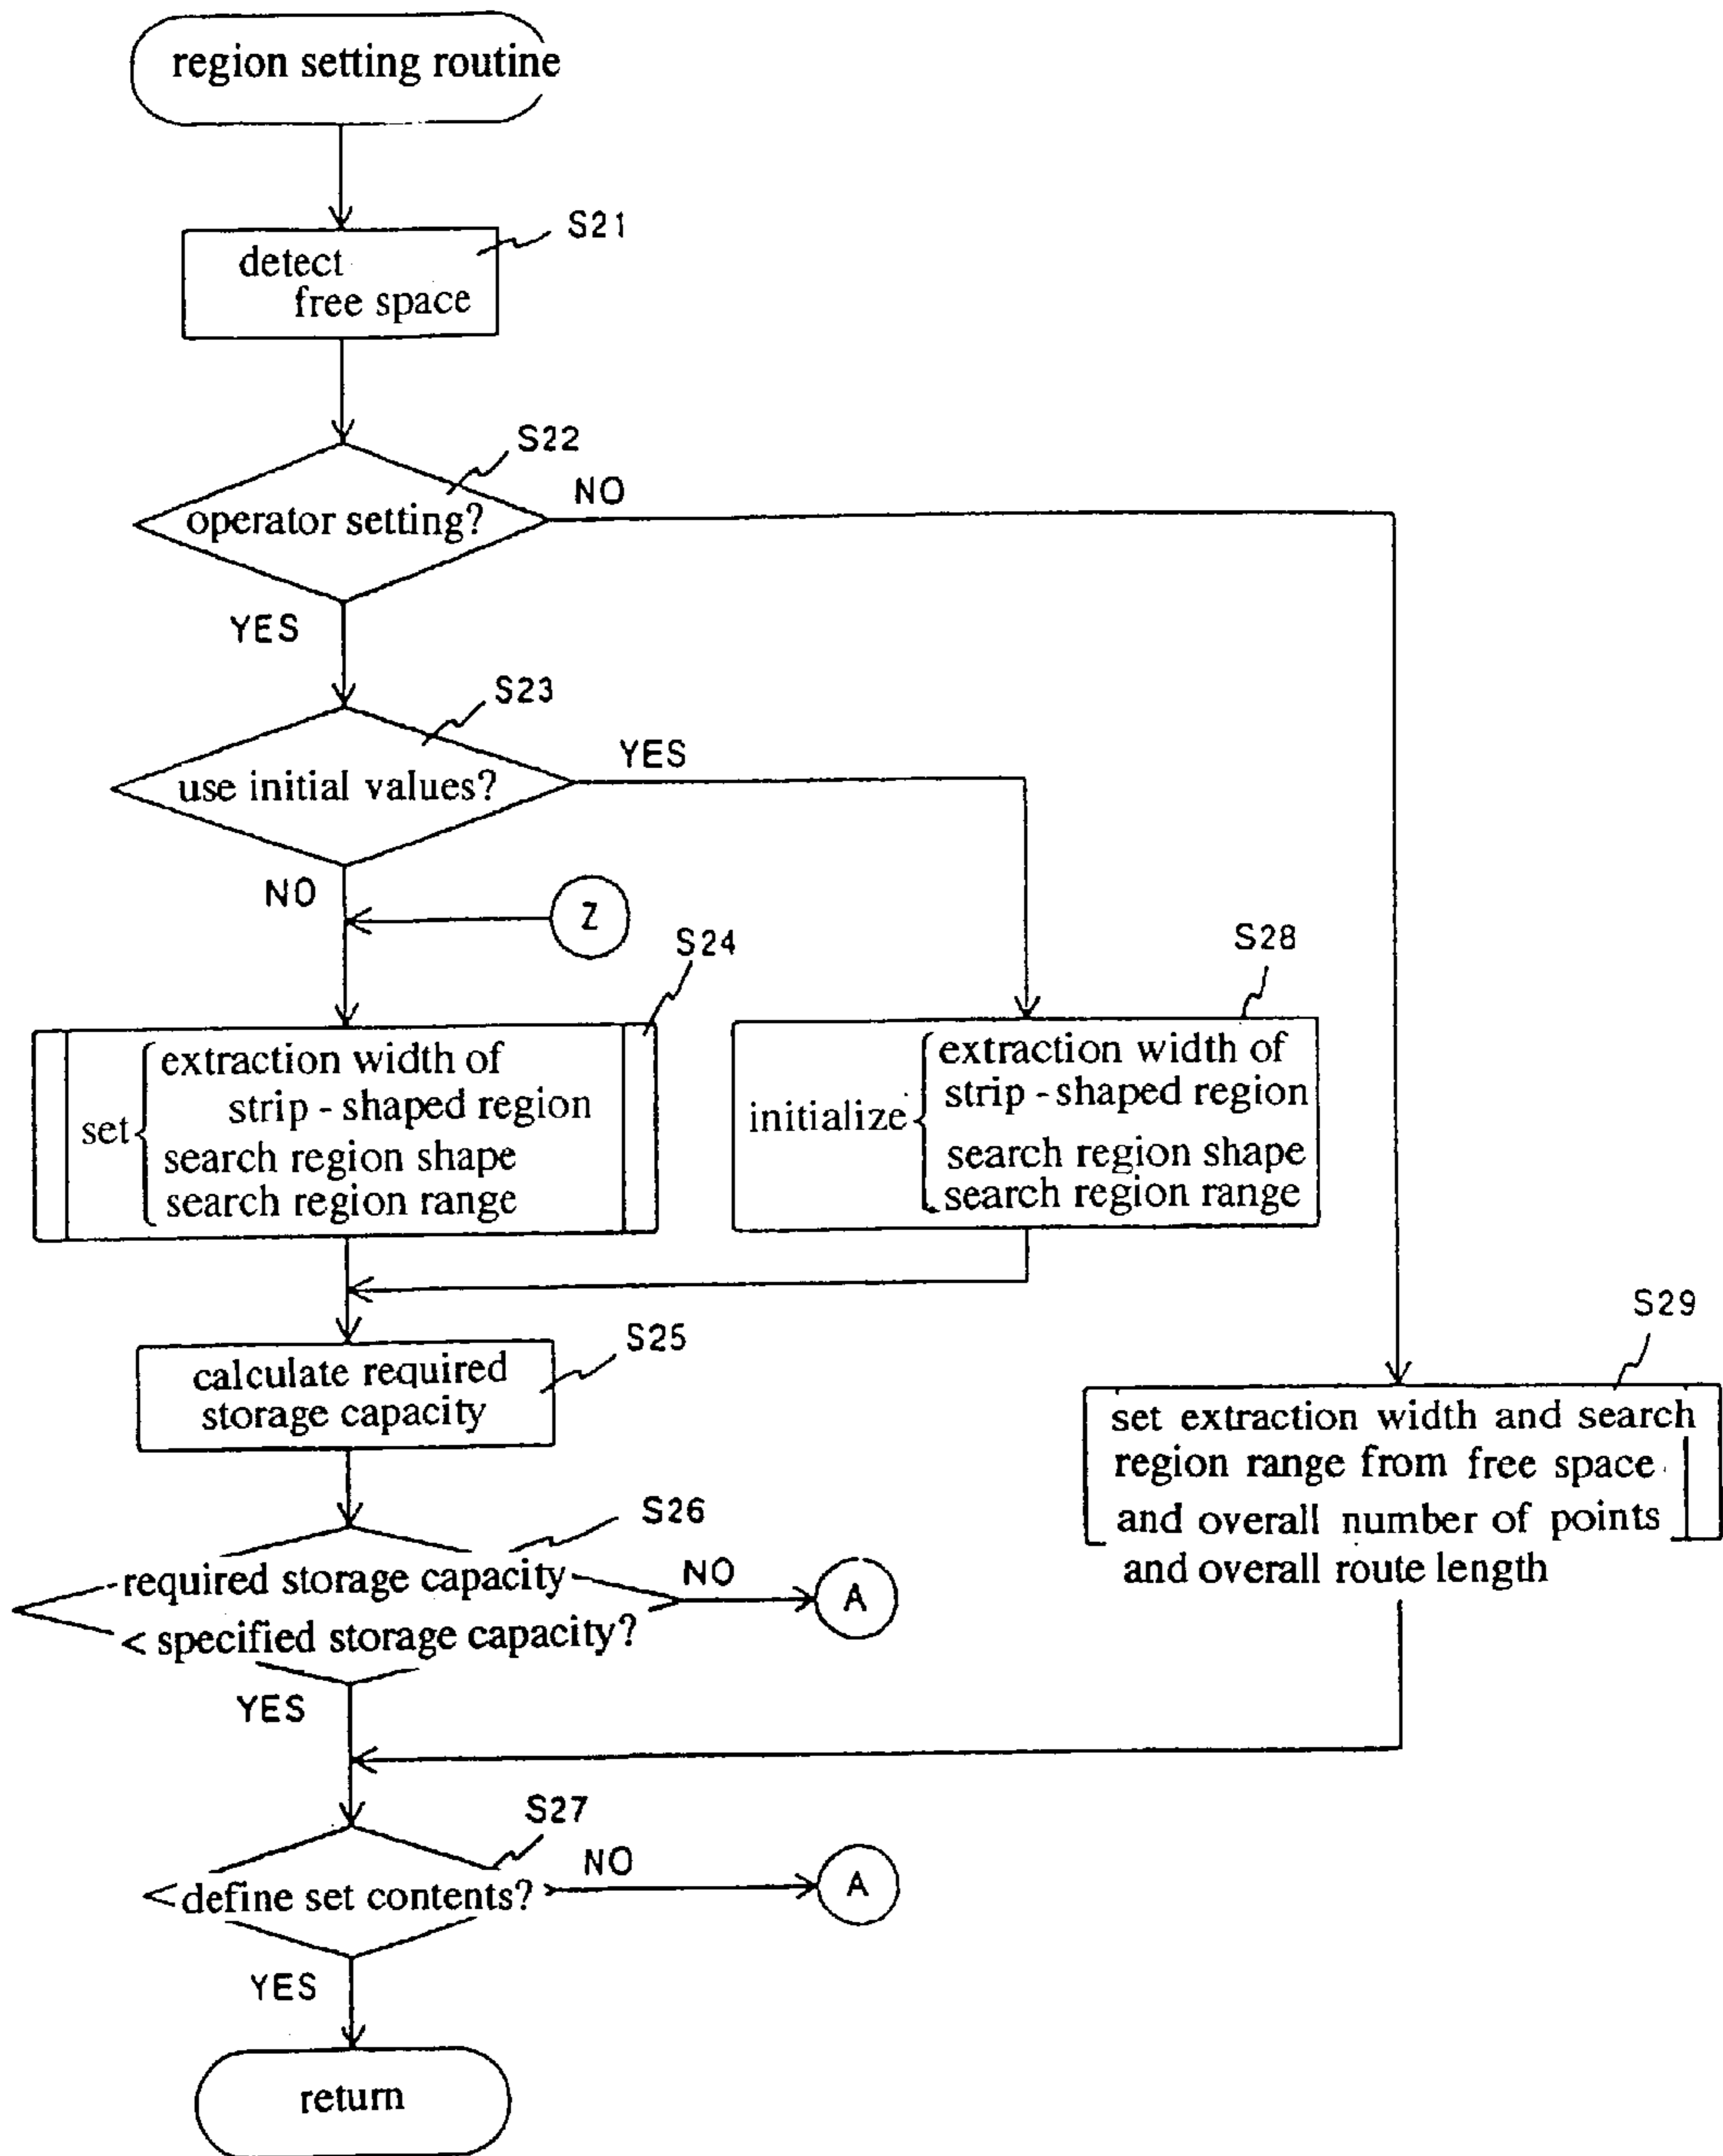 region setting routine
S21
detect
free space
S22
operator setting?
NO
YES
S23
use initial values?
YES
NO
Z
S24
set
extraction width of
strip - shaped region
search region shape
search region range
S28
initialize
extraction width of
strip - shaped region
search region shape
search region range
S25
calculate required
storage capacity
S29
set extraction width and search
region range from free space
and overall number of points
and overall route length
S26
required storage capacity
< specified storage capacity?
NO
A
YES
S27
define set contents?
NO
A
YES
return